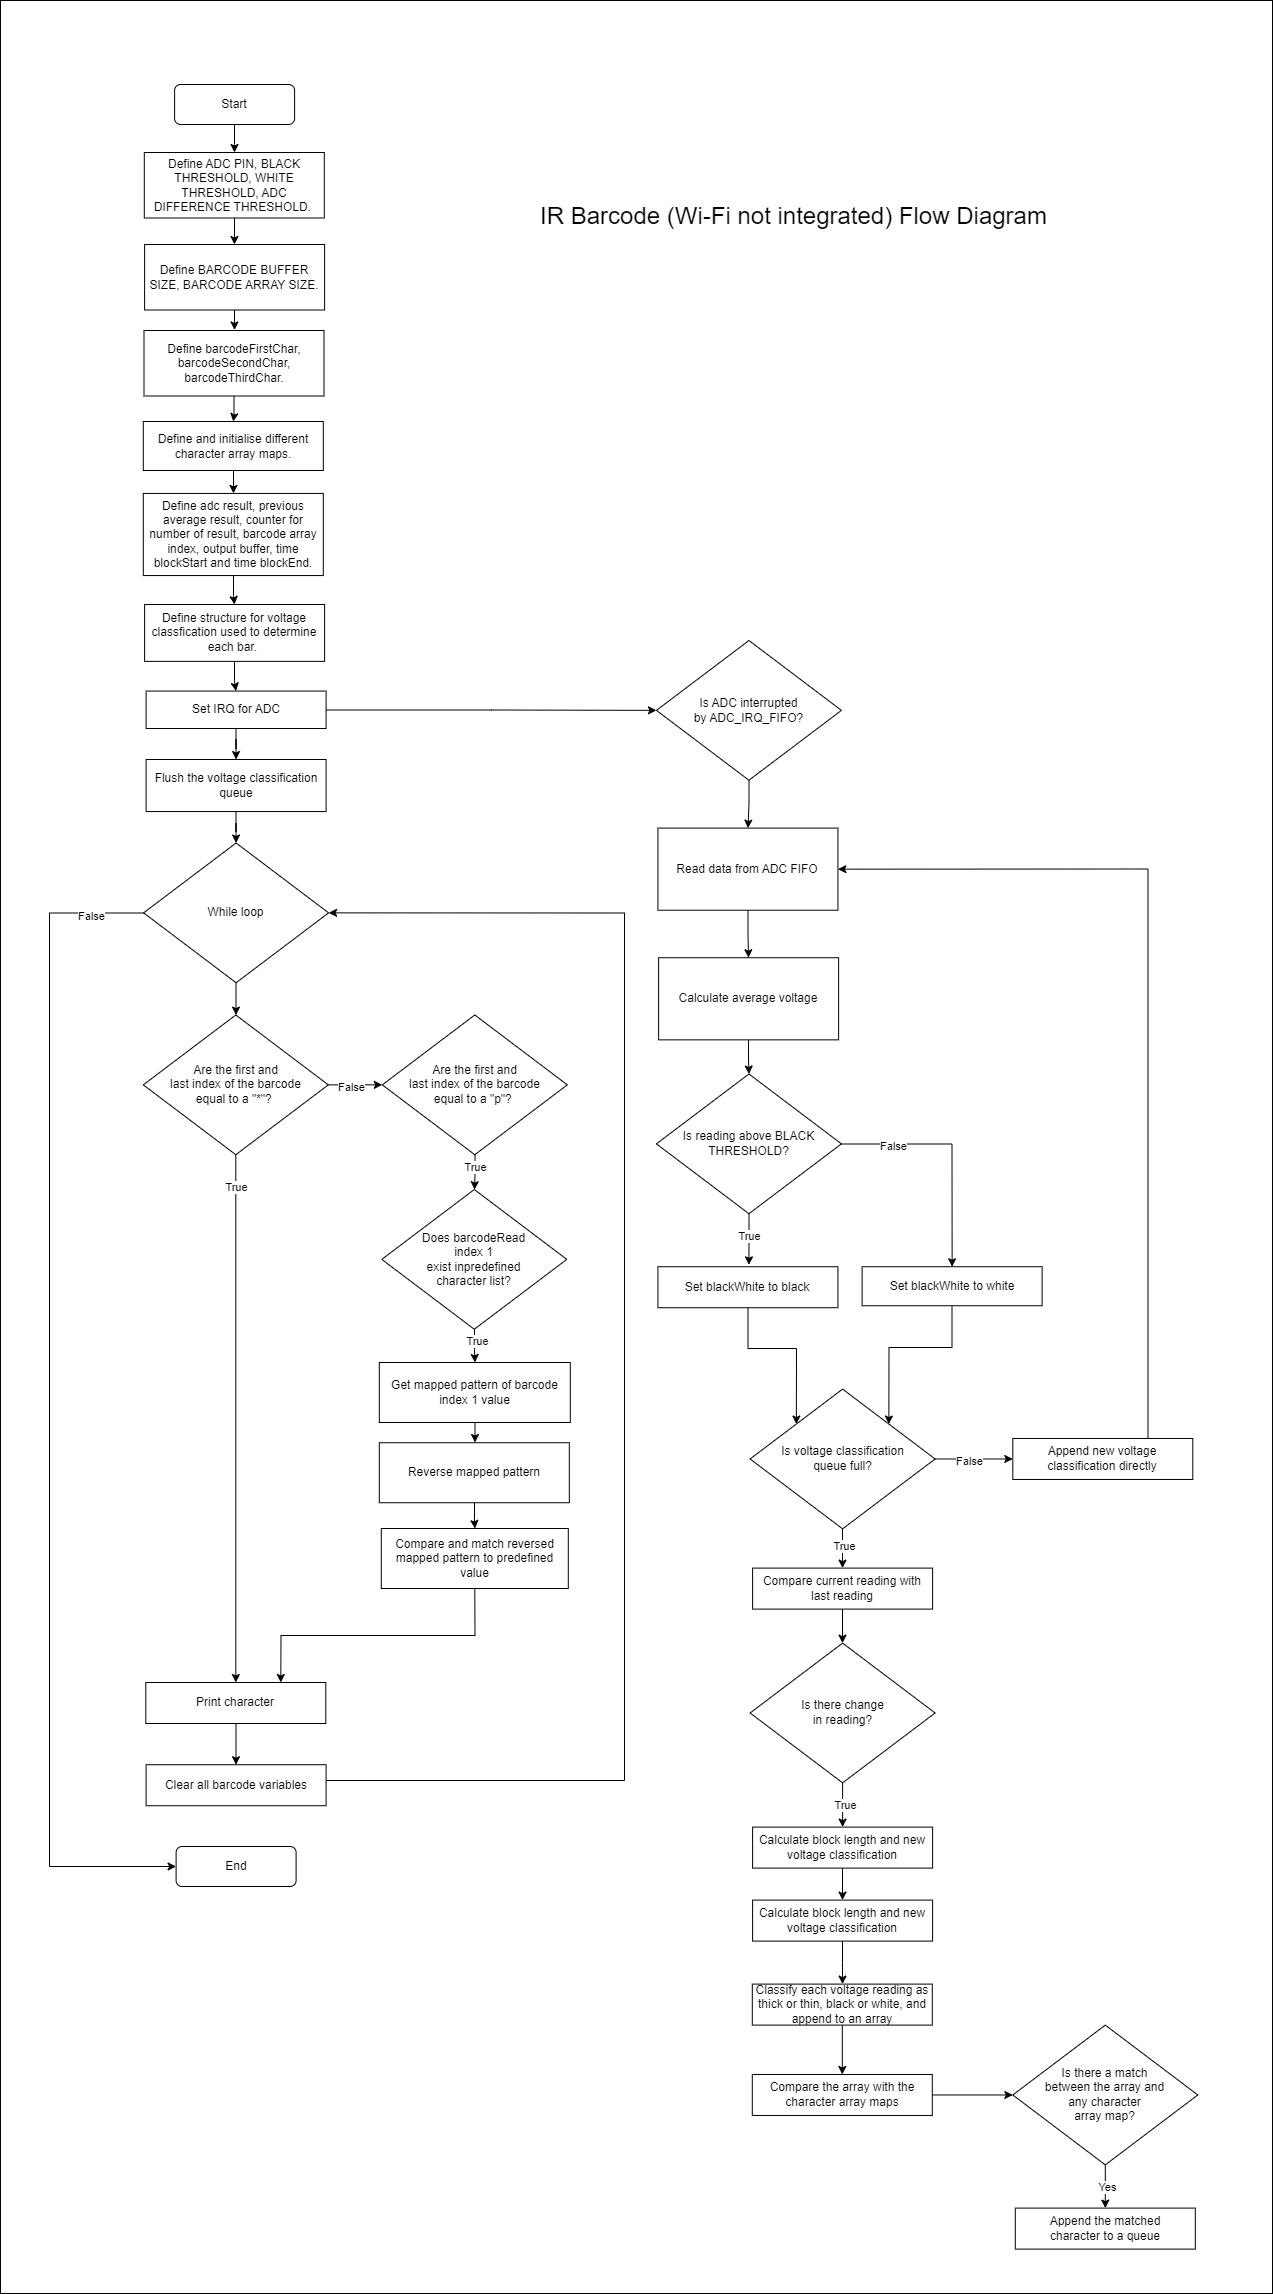 Start
Define ADC PIN, BLACK
THRESHOLD, WHITE
THRESHOLD, ADC
DIFFERENCE THRESHOLD.
IR Barcode (Wi-Fi not integrated) Flow Diagram
Define BARCODE BUFFER
SIZE, BARCODE ARRAY SIZE.
Define barcodeFirstChar,
barcodeSecondChar,
barcodeThirdChar.
Define and initialise different
character array maps.
Define adc result, previous
average result, counter for
number of result, barcode array
index, output buffer, time
blockStart and time blockEnd.
Define structure for voltage
classfication used to determine
each bar.
Set IRQ for ADC
Flush the voltage classification
queue
While loop
False
Are the first and
last index of the barcode
equal to a "*"?
False
Are the first and
last index of the barcode
equal to a "p"?
True
True
Does barcodeRead
index 1
exist inpredefined
character list?
True
Get mapped pattern of barcode
index 1 value
Reverse mapped pattern
Compare and match reversed
mapped pattern to predefined
value
Print character
Clear all barcode variables
End
Is ADC interrupted
by ADC_IRQ_FIFO?
Read data from ADC FIFO
Calculate average voltage
Is reading above BLACK
THRESHOLD?
False
True
Set blackWhite to black
Set blackWhite to white
Is voltage classification
queue full?
False
Append new voltage
classification directly
True
Compare current reading with
last reading
Is there change
in reading?
True
Calculate block length and new
voltage classification
Calculate block length and new
voltage classification
Classify each voltage reading as
thick or thin, black or white, and
append to an array
Compare the array with the
character array maps
Is there a match
between the array and
any character
array map?
Yes
Append the matched
character to a queue